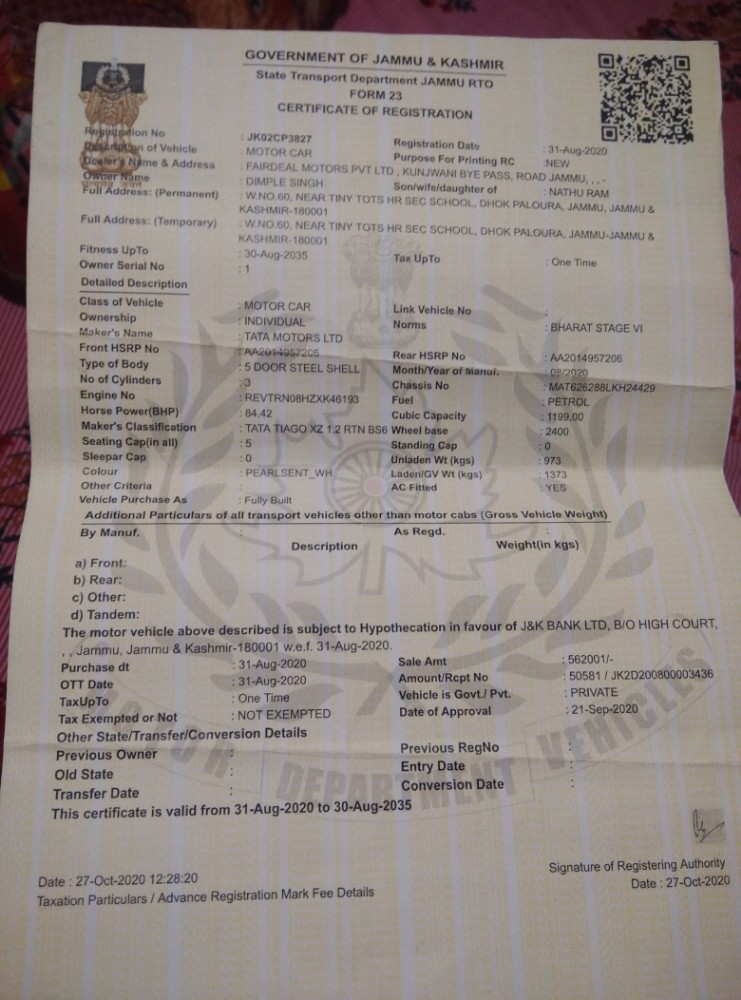 GOVERNMENT OF JAMMU & KASHMIR
State Transport Department JAMMU RTO
FORM 23
CERTIFICATE OF REGISTRATION
Registration No : JK02CP3827 Registration Date : 31-Aug-2020
Description of Vehicle : MOTOR CAR Purpose For Printing RC :NEW
Dealer's Name & Address : FAIRDEAL MOTORS PVT LTD , KUNJWANI BYE PASS, ROAD JAMMU, , , -
Owner Name : DIMPLE SINGH Son/wife/daughter of : NATHU RAM
Full Address: (Permanent) : W.NO.60, NEAR TINY TOTS HR SEC SCHOOL, DHOK PALOURA, JAMMU, JAMMU &
KASHMIR-180001
Full Address: (Temporary) : W.NO.60, NEAR TINY TOTS HR SEC SCHOOL, DHOK PALOURA, JAMMU-JAMMU &
KASHMIR-180001
Fitness UpTo : 30-Aug-2035 Tax UpTo : One Time
Owner Serial No : 1
Detailed Description
Class of Vehicle : MOTOR CAR Link Vehicle No :
Ownership : INDIVIDUAL Norms : BHARAT STAGE VI
Maker's Name : TATA MOTORS LTD
Front HSRP No : AA2014957205 Rear HSRP No : AA2014957206
Type of Body : 5 DOOR STEEL SHELL Month/Year of Manuf. : 08/2020
No of Cylinders : 3 Chassis No : MAT626288LKH24429
Engine No : REVTRN08HZXK46193 Fuel : PETROL
Horse Power(BHP) : 84.42 Cubic Capacity : 1199.00
Maker's Classification : TATA TIAGO XZ 1.2 RTN BS6 Wheel base : 2400
Seating Cap(in all) : 5 Standing Cap : 0
Sleepar Cap : 0 Unladen Wt (kgs) : 973
Colour : PEARLSENT_WH Laden/GV Wt (kgs) : 1373
Other Criteria : AC Fitted : YES
Vehicle Purchase As : Fully Built
Additional Particulars of all transport vehicles other than motor cabs (Gross Vehicle Weight)
By Manuf. : As Regd. :
Description Weight(in kgs)
a) Front:
b) Rear:
c) Other:
d) Tandem:
The motor vehicle above described is subject to Hypothecation in favour of J&K BANK LTD, B/O HIGH COURT,
, , Jammu, Jammu & Kashmir-180001 w.e.f. 31-Aug-2020.
Purchase dt : 31-Aug-2020 Sale Amt : 562001/-
OTT Date : 31-Aug-2020 Amount/Rcpt No : 50581 / JK2D200800003436
TaxUpTo : One Time Vehicle is Govt./ Pvt. : PRIVATE
Tax Exempted or Not : NOT EXEMPTED Date of Approval : 21-Sep-2020
Other State/Transfer/Conversion Details
Previous Owner : Previous RegNo :
Old State : Entry Date :
Transfer Date : Conversion Date :
MOTOR VEHICLES DEPARTMENT
This certificate is valid from 31-Aug-2020 to 30-Aug-2035
Signature of Registering Authority
Date : 27-Oct-2020 12:28:20 Date : 27-Oct-2020
Taxation Particulars / Advance Registration Mark Fee Details